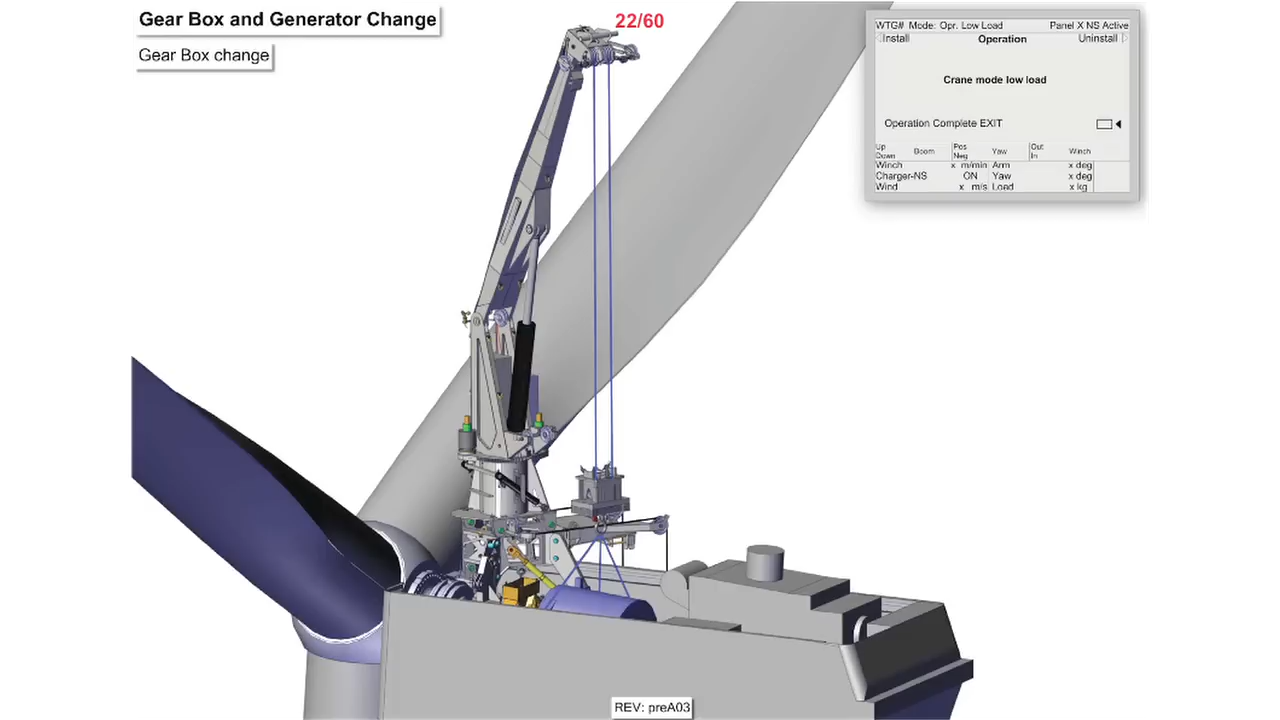 Gear Box and Generator Change
22/60
Gear Box change
WTG# Mode: Opr. Low Load Panel X NS Active
Install Operation Uninstall
Crane mode low load
Operation Complete EXIT
Up Down Boom Pos Neg Yaw Out In Winch
Winch x m/min Arm x deg
Charger-NS ON Yaw x deg
Wind x m/s Load x kg
REV: preA03